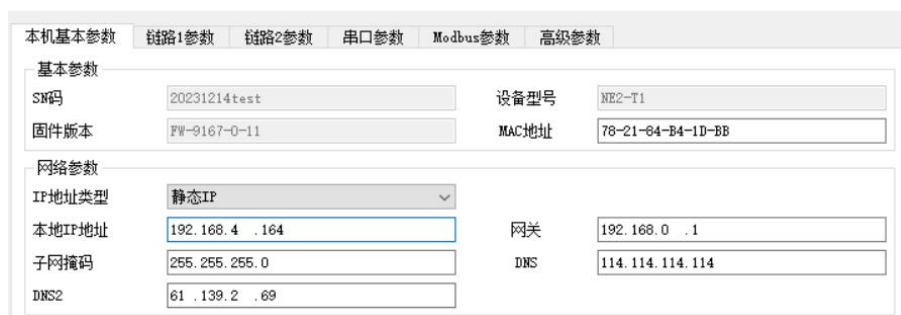 本机基本参数 链路1参数 链路2参数 串口参数 Modbus参数 高级参数
基本参数
SN码 20231214test 设备型号 NE2-T1
固件版本 FW-9167-0-11 MAC地址 78-21-84-B4-1D-BB
网络参数
IP地址类型 静态IP
本地IP地址 192.168.4 .164 网关 192.168.0 .1
子网掩码 255.255.255.0 DNS 114.114.114.114
DNS2 61 .139.2 .69